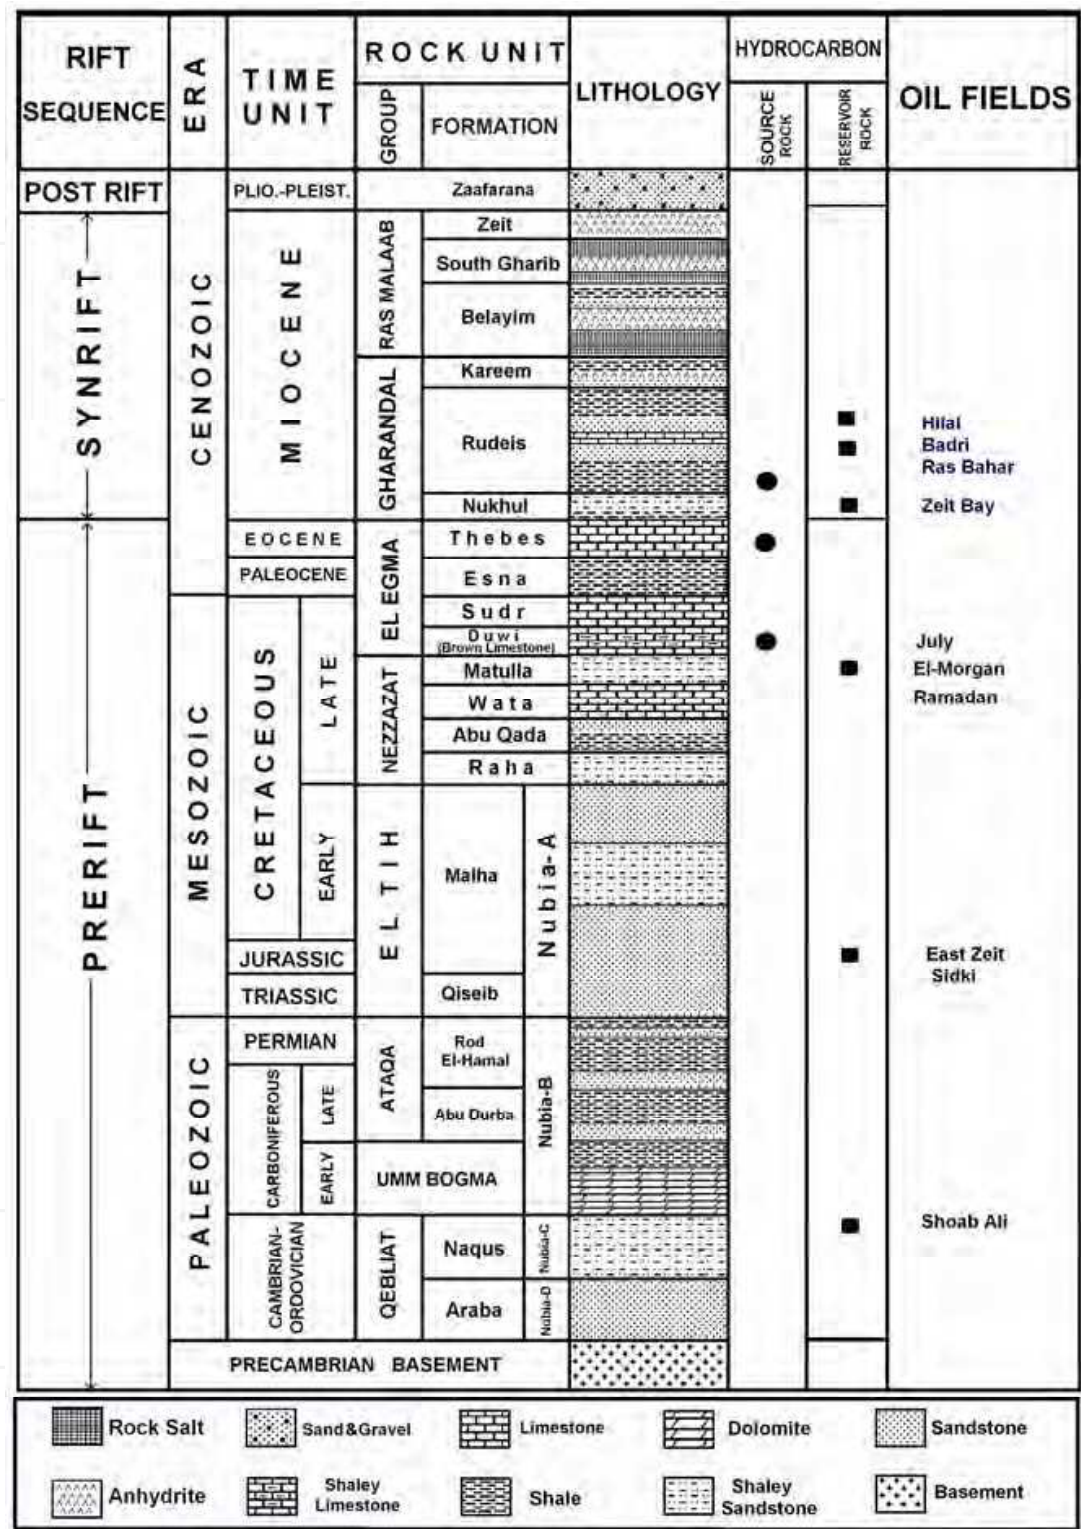 RIFT
SEQUENCE
ERA
TIME
UNIT
ROCK UNIT
GROUP
FORMATION
LITHOLOGY
HYDROCARBON
SOURCE
ROCK
RESERVOIR
ROCK
OIL FIELDS
POST RIFT
SYNRIFT
PRERIFT
CENOZOIC
MESOZOIC
PALEOZOIC
PLIO.-PLEIST.
MIOCENE
EOCENE
PALEOCENE
CRETACEOUS
LATE
EARLY
JURASSIC
TRIASSIC
PERMIAN
CARBONIFEROUS
LATE
EARLY
CAMBRIAN-
ORDOVICIAN
PRECAMBRIAN BASEMENT
RAS MALAAB
GHARANDAL
EL EGMA
NEZZAZAT
EL TIH
ATAQA
UMM BOGMA
QEBLIAT
Zaafarana
Zeit
South Gharib
Belayim
Kareem
Rudeis
Nukhul
Thebes
Esna
Sudr
Duwi
(Brown Limestone)
Matulla
Wata
Abu Qada
Raha
Malha
Qiseib
Rod
El-Hamal
Abu Durba
Naqus
Araba
Nubia-A
Nubia-B
Nubia-C
Nubia-D
Hilal
Badri
Ras Bahar
Zeit Bay
July
El-Morgan
Ramadan
East Zeit
Sidki
Shoab Ali
Rock Salt
Sand&Gravel
Limestone
Dolomite
Sandstone
Anhydrite
Shaley
Limestone
Shale
Shaley
Sandstone
Basement